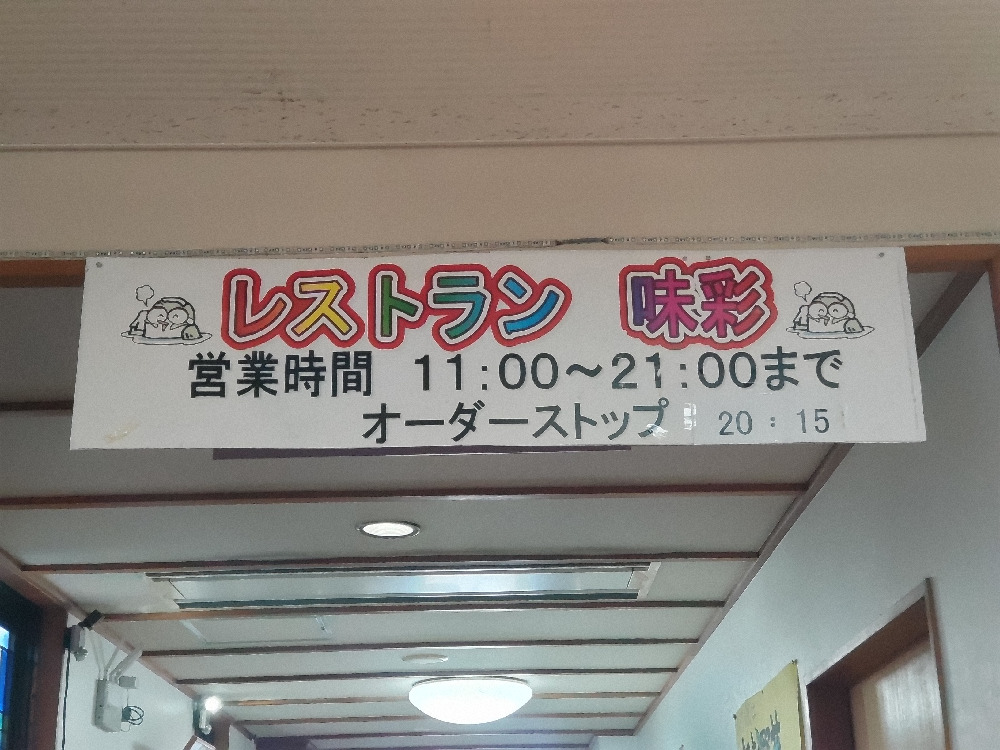 レストラン 味彩
営業時間 11:00～21:00まで
オーダーストップ 20:15